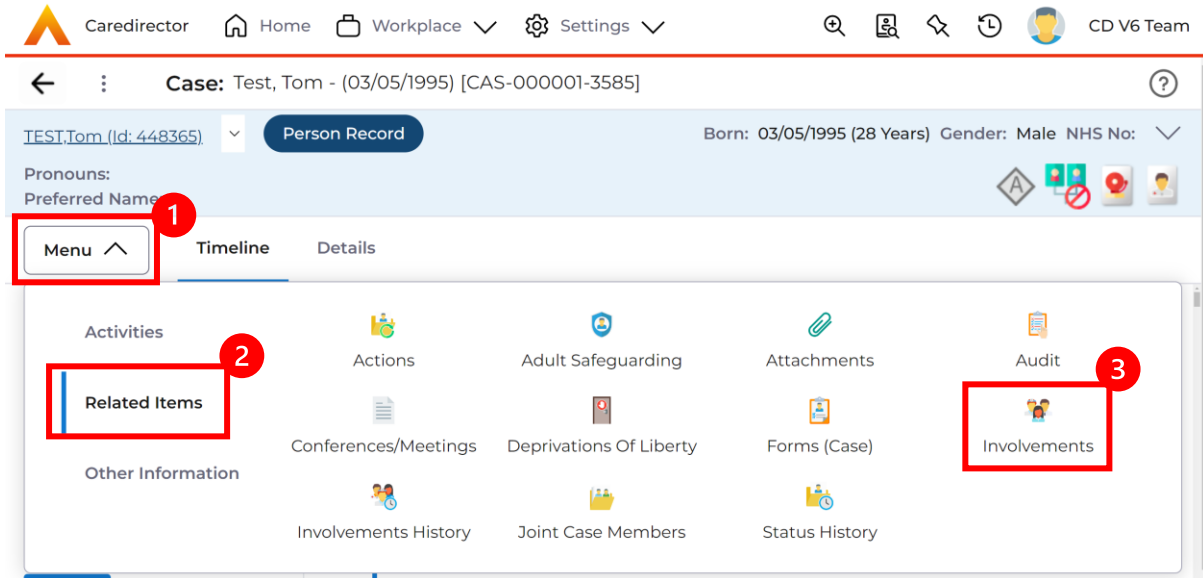 Caredirector Home Workplace Settings CD V6 Team
Case: Test, Tom - (03/05/1995) [CAS-000001-3585]
TEST,Tom (Id: 448365) Person Record Born: 03/05/1995 (28 Years) Gender: Male NHS No:
Pronouns:
Preferred Name
1
Menu Timeline Details
Activities Actions Adult Safeguarding Attachments Audit
2
3
Related Items Conferences/Meetings Deprivations Of Liberty Forms (Case) Involvements
Other Information
Involvements History Joint Case Members Status History